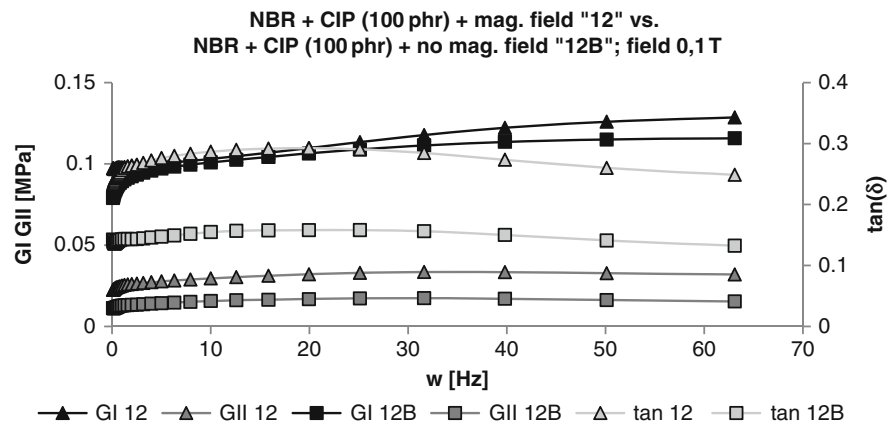 NBR + CIP (100 phr) + mag. field "12" vs.
NBR + CIP (100 phr) + no mag. field "12B"; field 0,1 T
0.15
0.1
0.05
0
GI GII [MPa]
0.4
0.3
0.2
0.1
0
tan(δ)
0 10 20 30 40 50 60 70
w [Hz]
GI 12 GII 12 GI 12B GII 12B tan 12 tan 12B